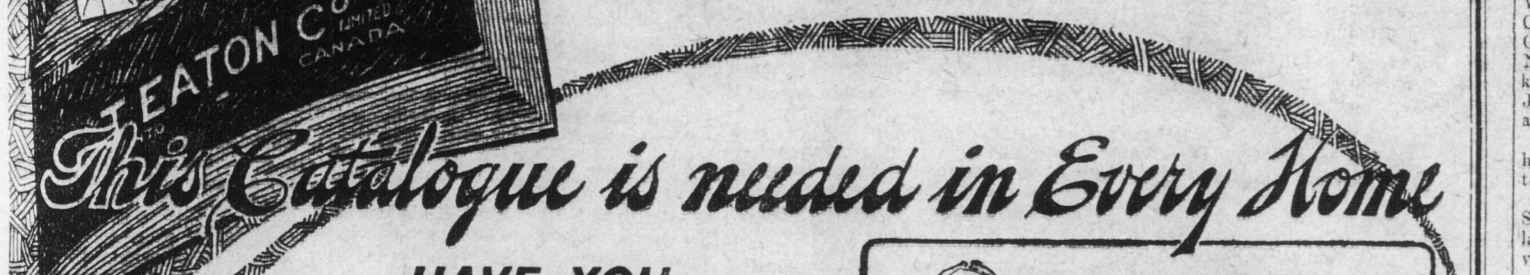 T. EATON Co
LIMITED
CANADA
This Catalogue is needed in Every Home
HAVE YOU